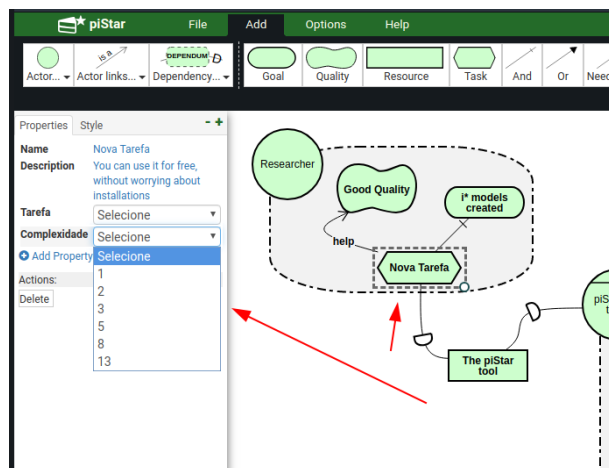 piStar File Add Options Help
is a DEPENDUM D
Actor... Actor links... Dependency... Goal Quality Resource Task And Or Need
Properties Style - +
Name Nova Tarefa
Description You can use it for free,
without worrying about
installations
Tarefa Selecione
Complexidade Selecione
Add Property
Selecione
1
2
3
5
8
13
Actions:
Delete
Researcher
Good Quality
i* models
created
help
Nova Tarefa
The piStar
tool
piS
t